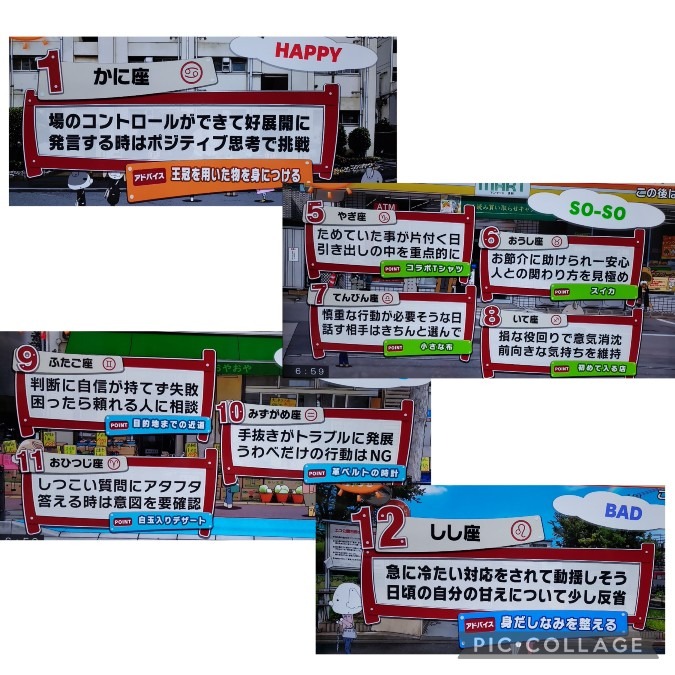 HAPPY
1 かに座
場のコントロールができて好展開に
発言する時はポジティブ思考で挑戦
アドバイス 王冠を用いた物を身につける
MART
ATM
この後は
SO-SO
5 やぎ座
ためていた事が片付く日
引き出しの中を重点的に
POINT コラボTシャツ
6 おうし座
お節介に助けられ一安心
人との関わり方を見極め
POINT スイカ
7 てんびん座
慎重な行動が必要そうな日
話す相手はきちんと選んで
POINT 小さな布
8 いて座
損な役回りで意気消沈
前向きな気持ちを維持
POINT 初めて入る店
6:59
やおや
9 ふたご座
判断に自信が持てず失敗
困ったら頼れる人に相談
POINT 目的地までの近道
10 みずがめ座
手抜きがトラブルに発展
うわべだけの行動はNG
POINT 革ベルトの時計
11 おひつじ座
しつこい質問にアタフタ
答える時は意図を要確認
POINT 白玉入りデザート
BAD
12 しし座
急に冷たい対応をされて動揺しそう
日頃の自分の甘えについて少し反省
アドバイス 身だしなみを整える
PIC•COLLAGE